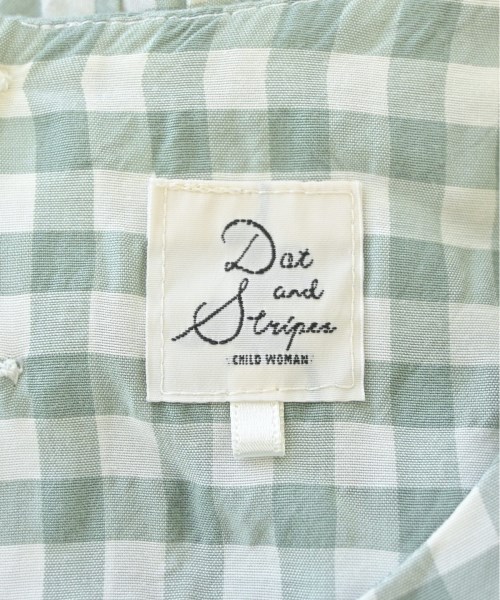 Dot
and
Stripes
CHILD WOMAN